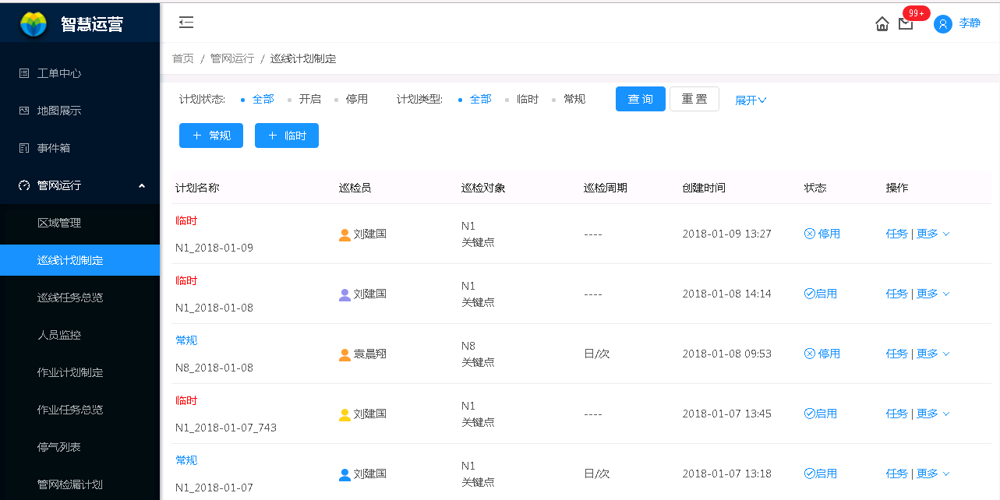 智慧运营
99+
李静
首页 / 管网运行 / 巡线计划制定
工单中心
地图展示
事件箱
管网运行
区域管理
巡线计划制定
巡线任务总览
人员监控
作业计划制定
作业任务总览
停气列表
管网检漏计划
计划状态: 全部 开启 停用 计划类型: 全部 临时 常规 查 询 重 置 展开
+ 常规 + 临时
计划名称 巡检员 巡检对象 巡检周期 创建时间 状态 操作
临时
N1_2018-01-09 刘建国 N1 关键点 ---- 2018-01-09 13:27 停用 任务 | 更多
临时
N1_2018-01-08 刘建国 N1 关键点 ---- 2018-01-08 14:14 启用 任务 | 更多
常规
N8_2018-01-08 袁晨翔 N8 关键点 日/次 2018-01-08 09:53 停用 任务 | 更多
临时
N1_2018-01-07_743 刘建国 N1 关键点 ---- 2018-01-07 13:45 启用 任务 | 更多
常规
N1_2018-01-07 刘建国 N1 关键点 日/次 2018-01-07 13:18 启用 任务 | 更多